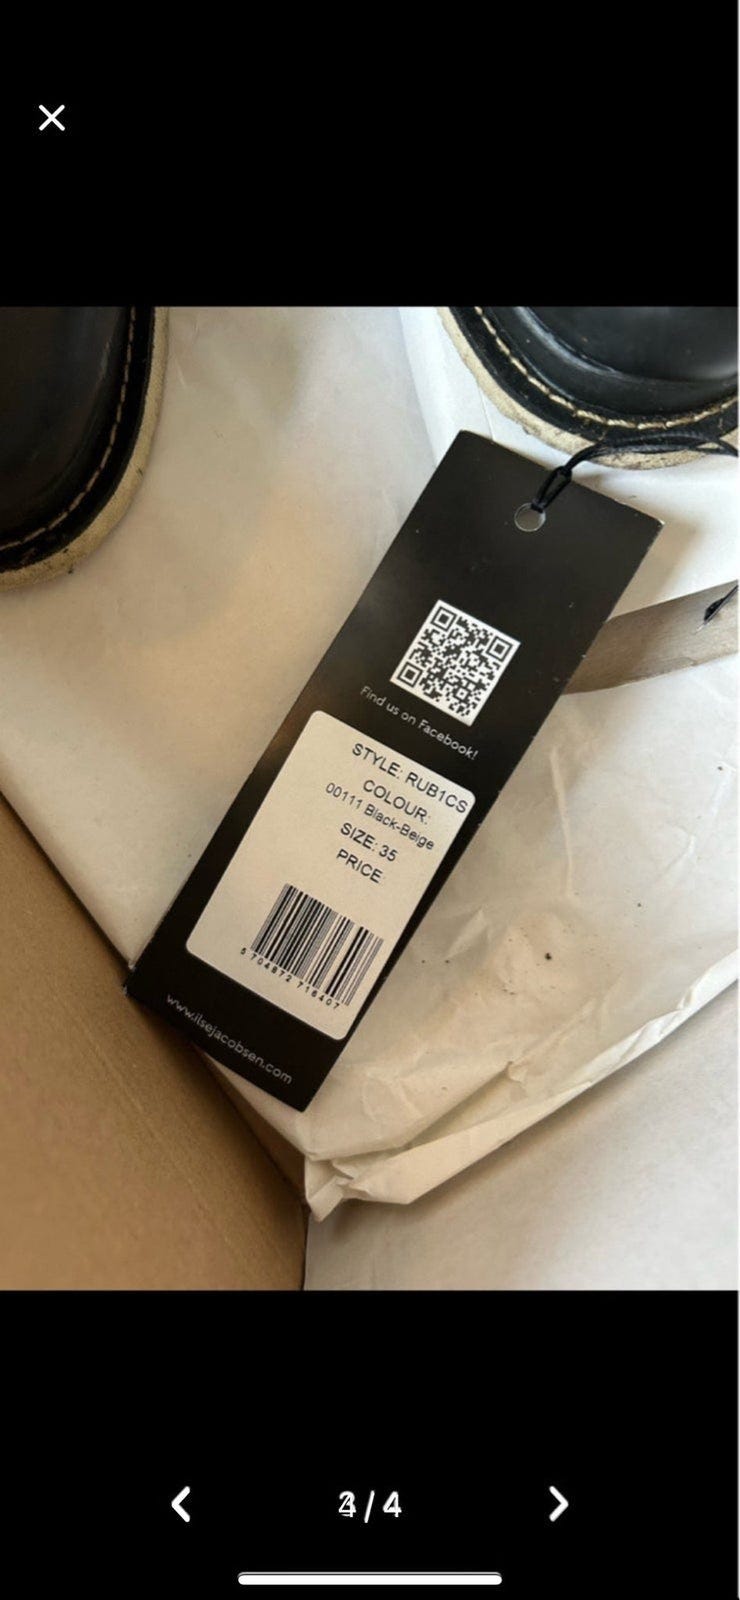 Find us on Facebook!
STYLE: RUB1CS
COLOUR:
00111 Black-Beige
SIZE: 35
PRICE
5 704872 716407
www.ilsejacobsen.com
/ 4